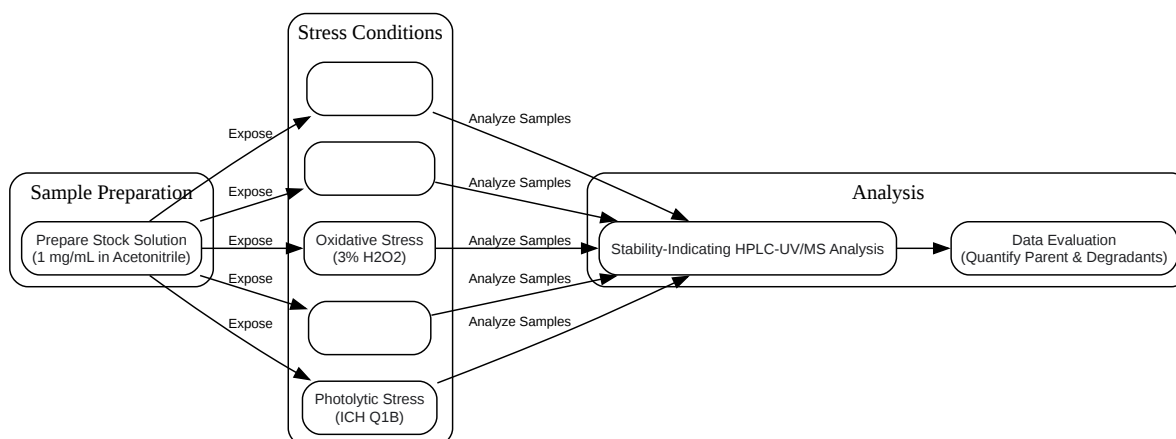 Stress Conditions
Expose
Analyze Samples
Expose
Analyze Samples
Sample Preparation
Analysis
Prepare Stock Solution
(1 mg/mL in Acetonitrile)
Expose
Oxidative Stress
(3% H2O2)
Analyze Samples
Stability-Indicating HPLC-UV/MS Analysis
Data Evaluation
(Quantify Parent & Degradants)
Expose
Analyze Samples
Expose
Analyze Samples
Photolytic Stress
(ICH Q1B)